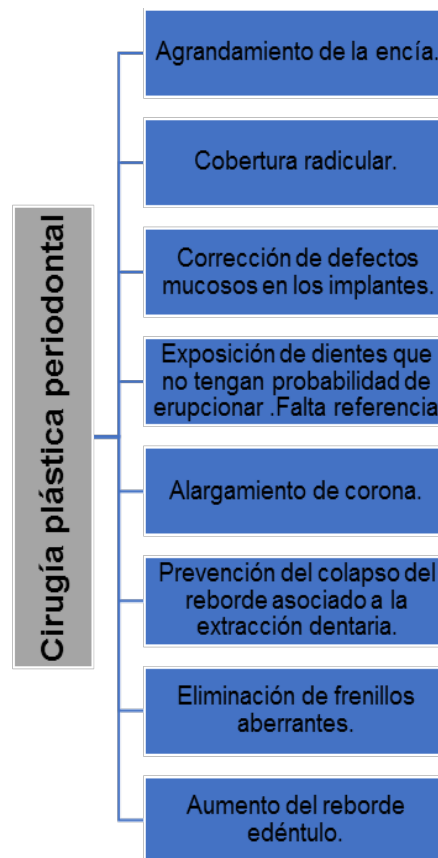 Cirugía plástica periodontal
Agrandamiento de la encía.
Cobertura radicular.
Corrección de defectos
mucosos en los implantes.
Exposición de dientes que
no tengan probabilidad de
erupcionar .Falta referencia
Alargamiento de corona.
Prevención del colapso del
reborde asociado a la
extracción dentaria.
Eliminación de frenillos
aberrantes.
Aumento del reborde
edéntulo.